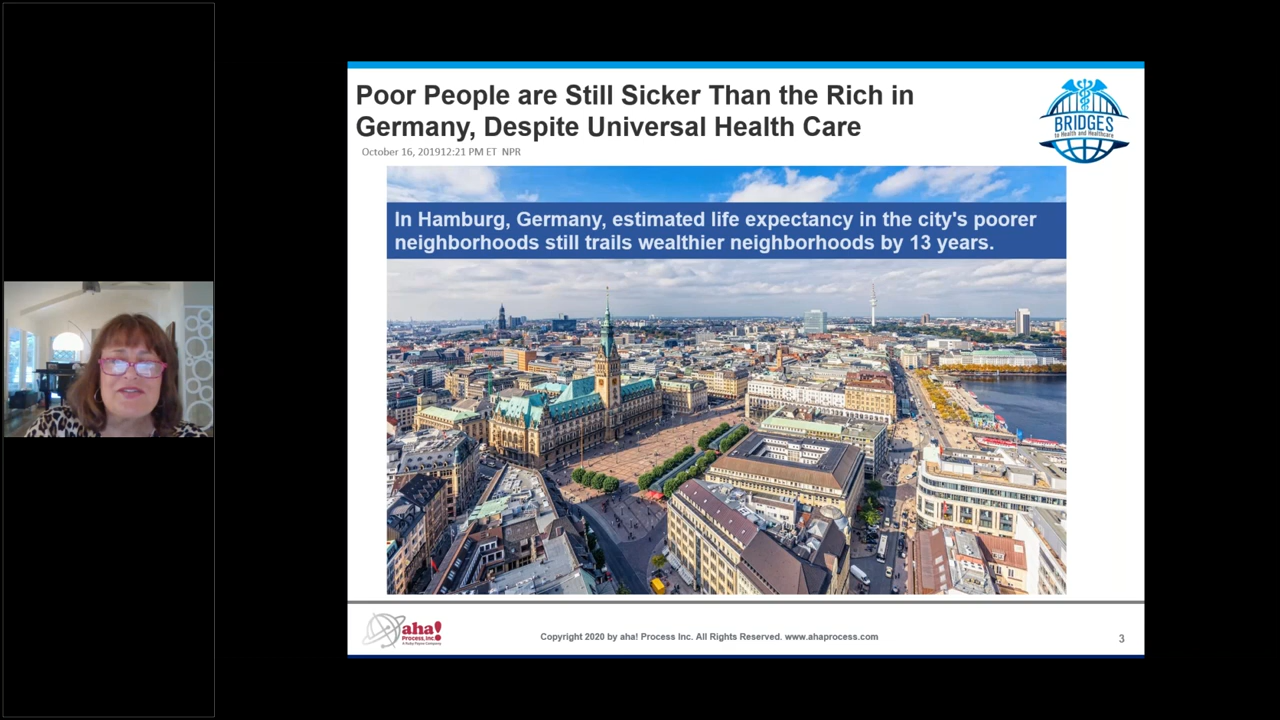 Poor People are Still Sicker Than the Rich in
Germany, Despite Universal Health Care
October 16, 201912:21 PM ET NPR
BRIDGES
to Health and Healthcare
In Hamburg, Germany, estimated life expectancy in the city's poorer
neighborhoods still trails wealthier neighborhoods by 13 years.
aha!
Process, Inc
A Ruby Payne Company
Copyright 2020 by aha! Process Inc. All Rights Reserved. www.ahaprocess.com
3